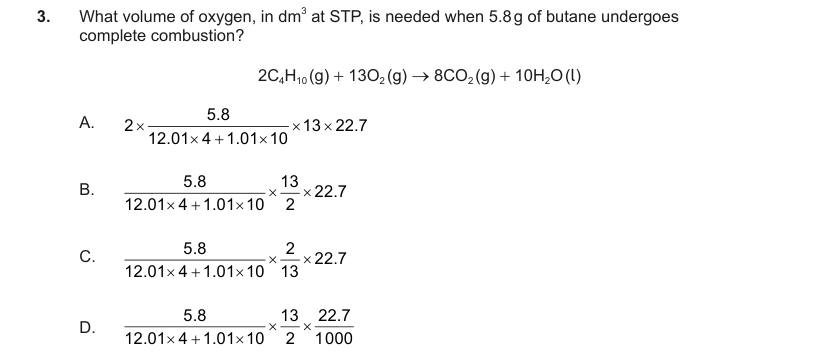 3. What volume of oxygen, in dm³ at STP, is needed when 5.8 g of butane undergoes
complete combustion?
2C₄H₁₀(g) + 13O₂(g) → 8CO₂(g) + 10H₂O(l)
A. 2 × 5.8 / (12.01 × 4 + 1.01 × 10) × 13 × 22.7
B. 5.8 / (12.01 × 4 + 1.01 × 10) × 13/2 × 22.7
C. 5.8 / (12.01 × 4 + 1.01 × 10) × 2/13 × 22.7
D. 5.8 / (12.01 × 4 + 1.01 × 10) × 13/2 × 22.7/1000